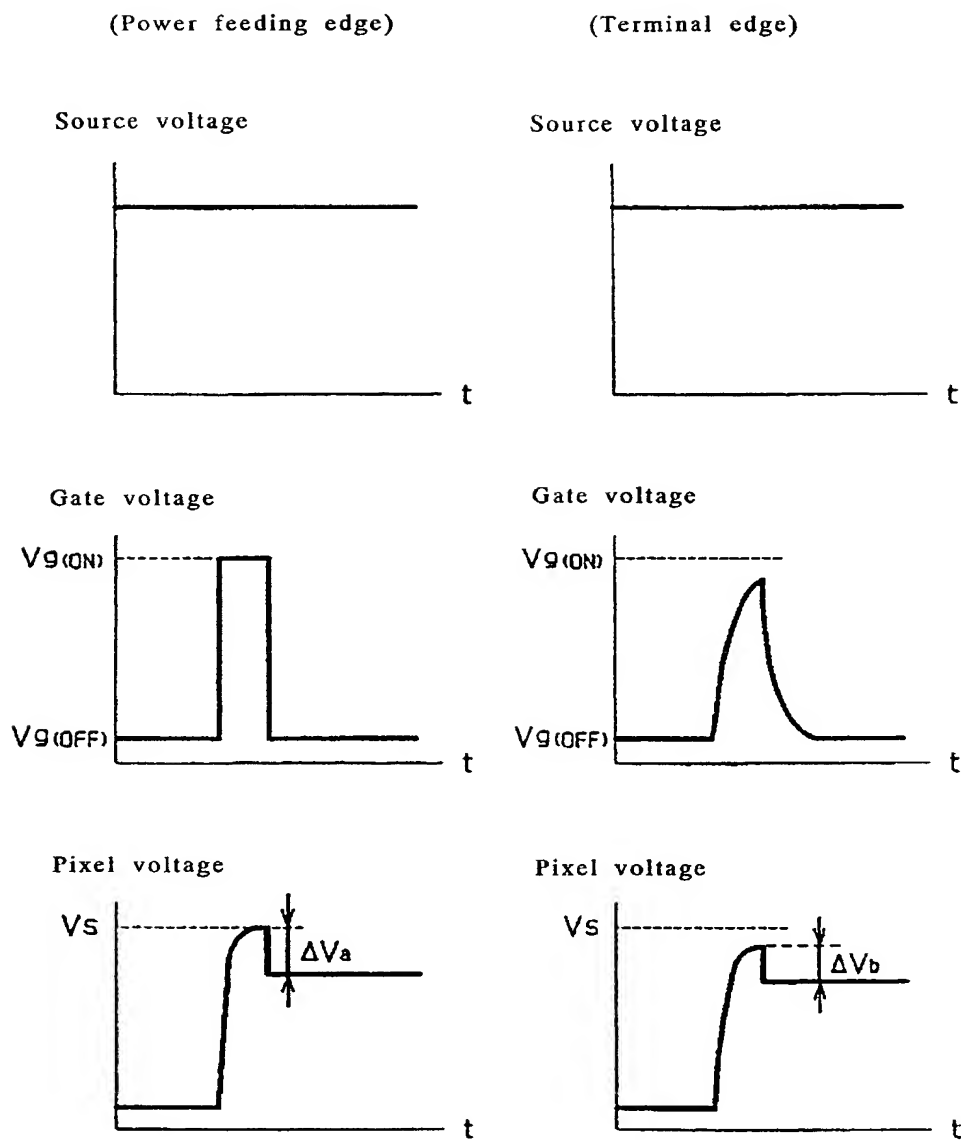 (Power feeding edge)
(Terminal edge)
Source voltage
t
Source voltage
t
Gate voltage
Vg(ON)
Vg(OFF)
t
Gate voltage
Vg(ON)
Vg(OFF)
t
Pixel voltage
Vs
ΔVa
t
Pixel voltage
Vs
ΔVb
t